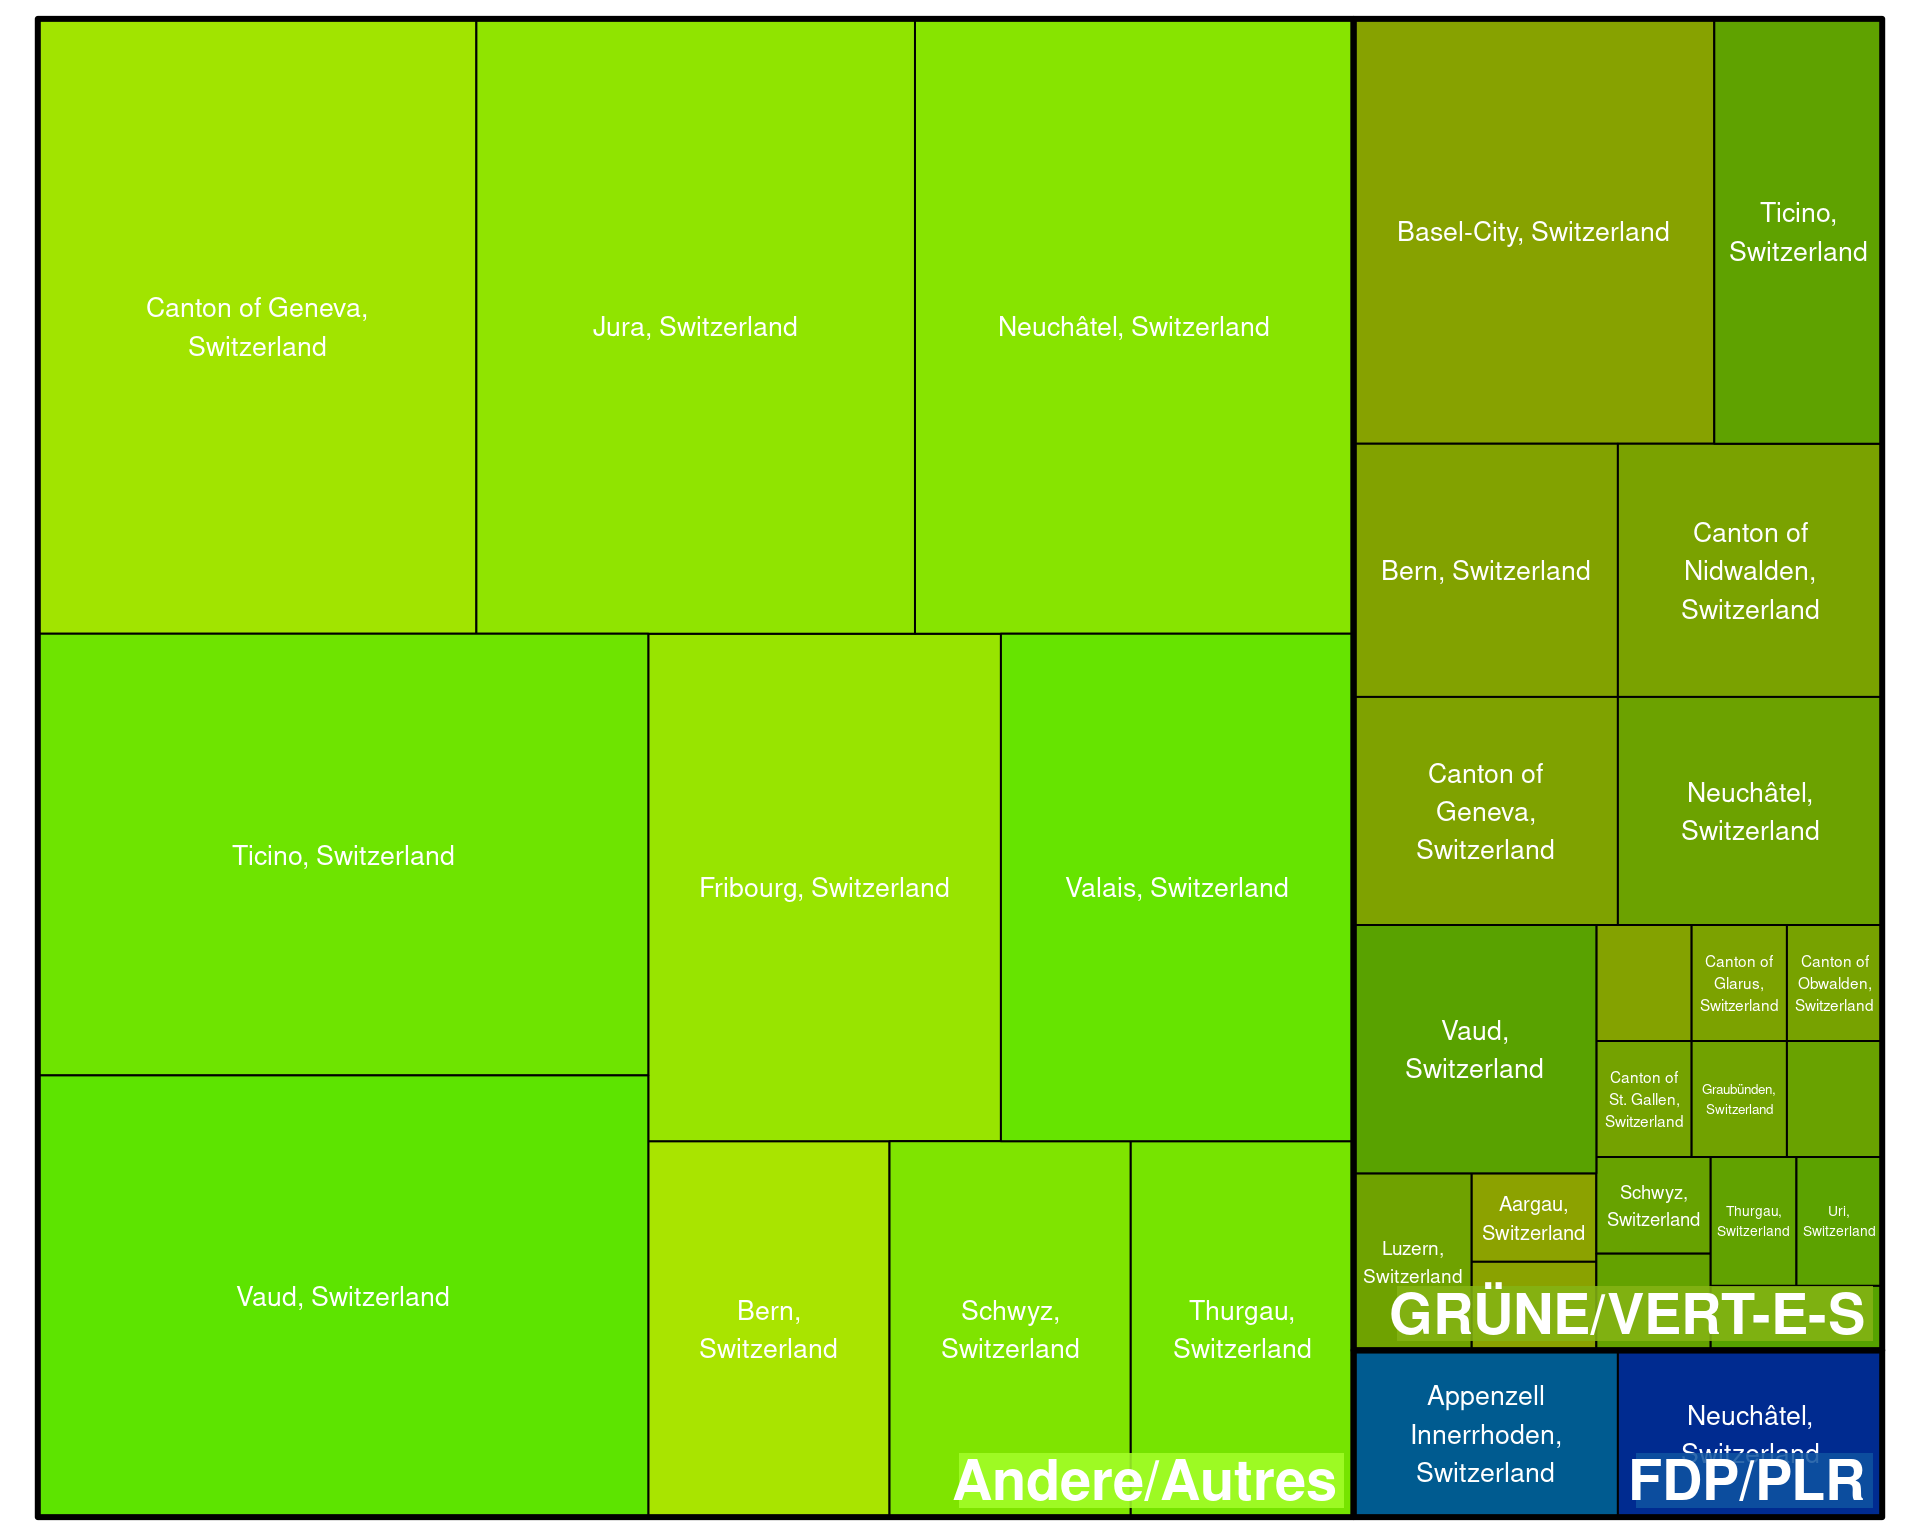 Canton of Geneva,
Switzerland
Jura, Switzerland
Neuchâtel, Switzerland
Ticino, Switzerland
Fribourg, Switzerland
Valais, Switzerland
Vaud, Switzerland
Bern,
Switzerland
Schwyz,
Switzerland
Thurgau,
Switzerland
Andere/Autres
Basel-City, Switzerland
Ticino,
Switzerland
Bern, Switzerland
Canton of
Nidwalden,
Switzerland
Canton of
Geneva,
Switzerland
Neuchâtel,
Switzerland
Vaud,
Switzerland
Canton of
Glarus,
Switzerland
Canton of
Obwalden,
Switzerland
Canton of
St. Gallen,
Switzerland
Graubünden,
Switzerland
Luzern,
Switzerland
Aargau,
Switzerland
Schwyz,
Switzerland
Thurgau,
Switzerland
Uri,
Switzerland
GRÜNE/VERT-E-S
Appenzell
Innerrhoden,
Switzerland
Neuchâtel,
Switzerland
FDP/PLR